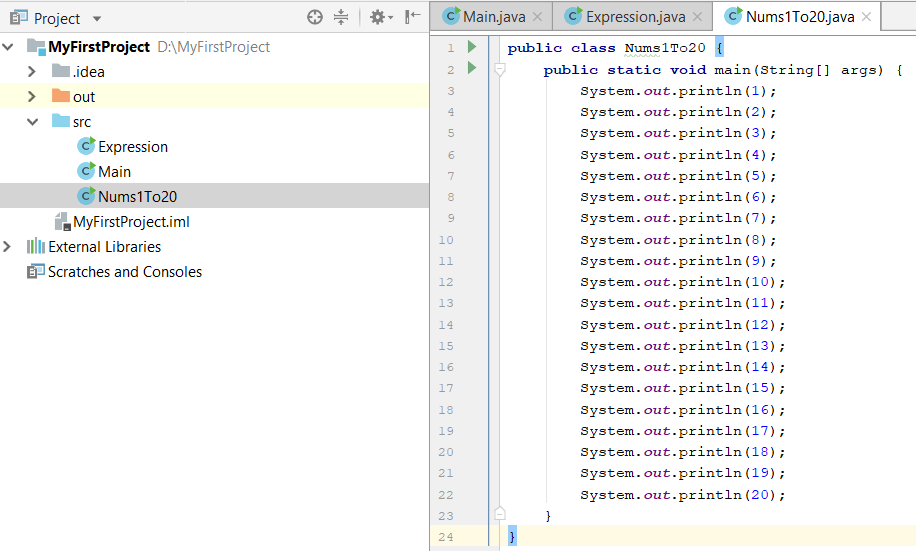 Project
MyFirstProject D:\MyFirstProject
.idea
out
src
Expression
Main
Nums1To20
MyFirstProject.iml
External Libraries
Scratches and Consoles
Main.java Expression.java Nums1To20.java
1 public class Nums1To20 {
2 public static void main(String[] args) {
3 System.out.println(1);
4 System.out.println(2);
5 System.out.println(3);
6 System.out.println(4);
7 System.out.println(5);
8 System.out.println(6);
9 System.out.println(7);
10 System.out.println(8);
11 System.out.println(9);
12 System.out.println(10);
13 System.out.println(11);
14 System.out.println(12);
15 System.out.println(13);
16 System.out.println(14);
17 System.out.println(15);
18 System.out.println(16);
19 System.out.println(17);
20 System.out.println(18);
21 System.out.println(19);
22 System.out.println(20);
23 }
24 }